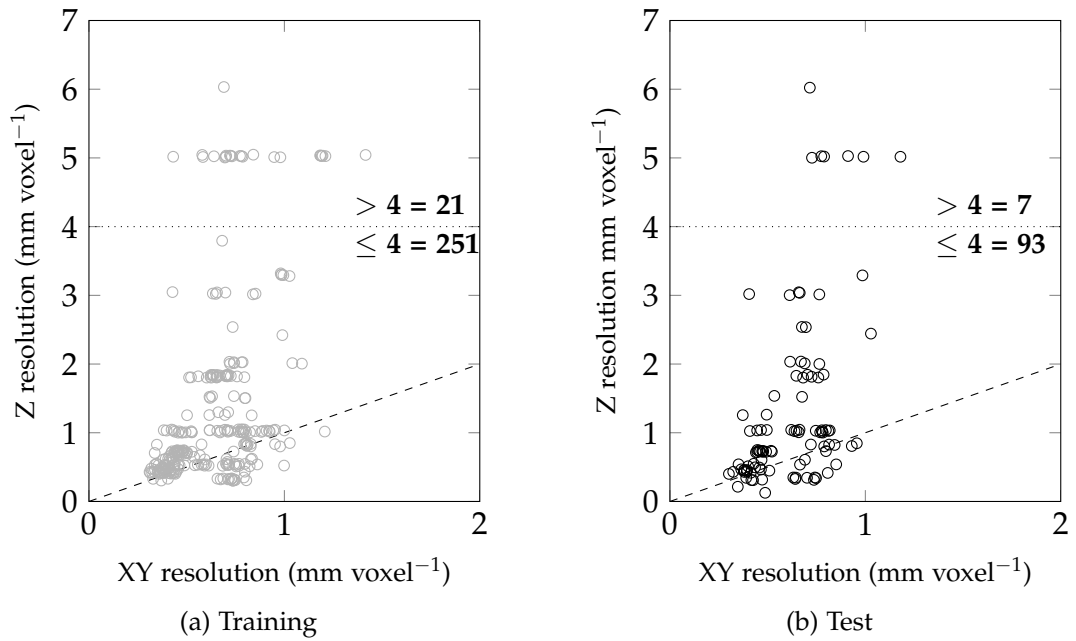 7
6
5
4
3
2
1
0
0
1
2
Z resolution (mm voxel⁻¹)
> 4 = 21
≤ 4 = 251
XY resolution (mm voxel⁻¹)
(a) Training
7
6
5
4
3
2
1
0
0
1
2
Z resolution mm voxel⁻¹)
> 4 = 7
≤ 4 = 93
XY resolution (mm voxel⁻¹)
(b) Test